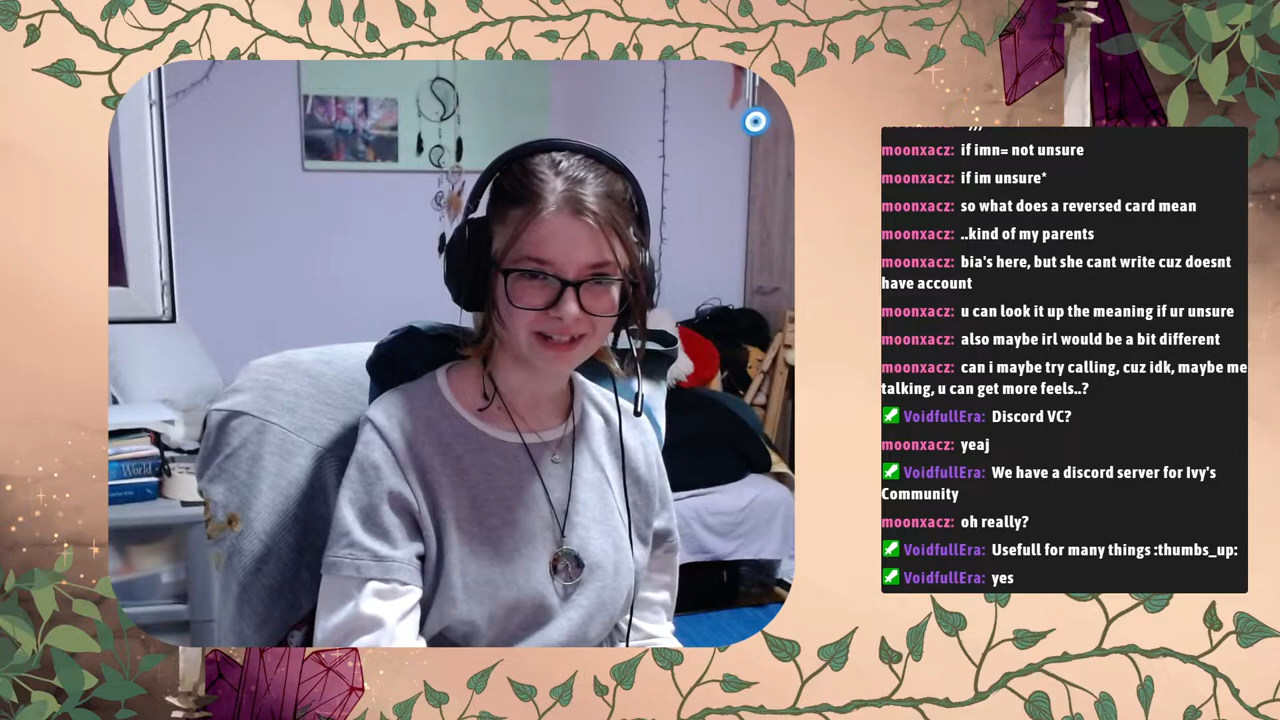 moonxacz: if imn= not unsure
moonxacz: if im unsure*
moonxacz: so what does a reversed card mean
moonxacz: ..kind of my parents
moonxacz: bia's here, but she cant write cuz doesnt
have account
moonxacz: u can look it up the meaning if ur unsure
moonxacz: also maybe irl would be a bit different
moonxacz: can i maybe try calling, cuz idk, maybe me
talking, u can get more feels..?
VoidfullEra: Discord VC?
moonxacz: yeaj
VoidfullEra: We have a discord server for Ivy's
Community
moonxacz: oh really?
VoidfullEra: Usefull for many things :thumbs_up:
VoidfullEra: yes
World